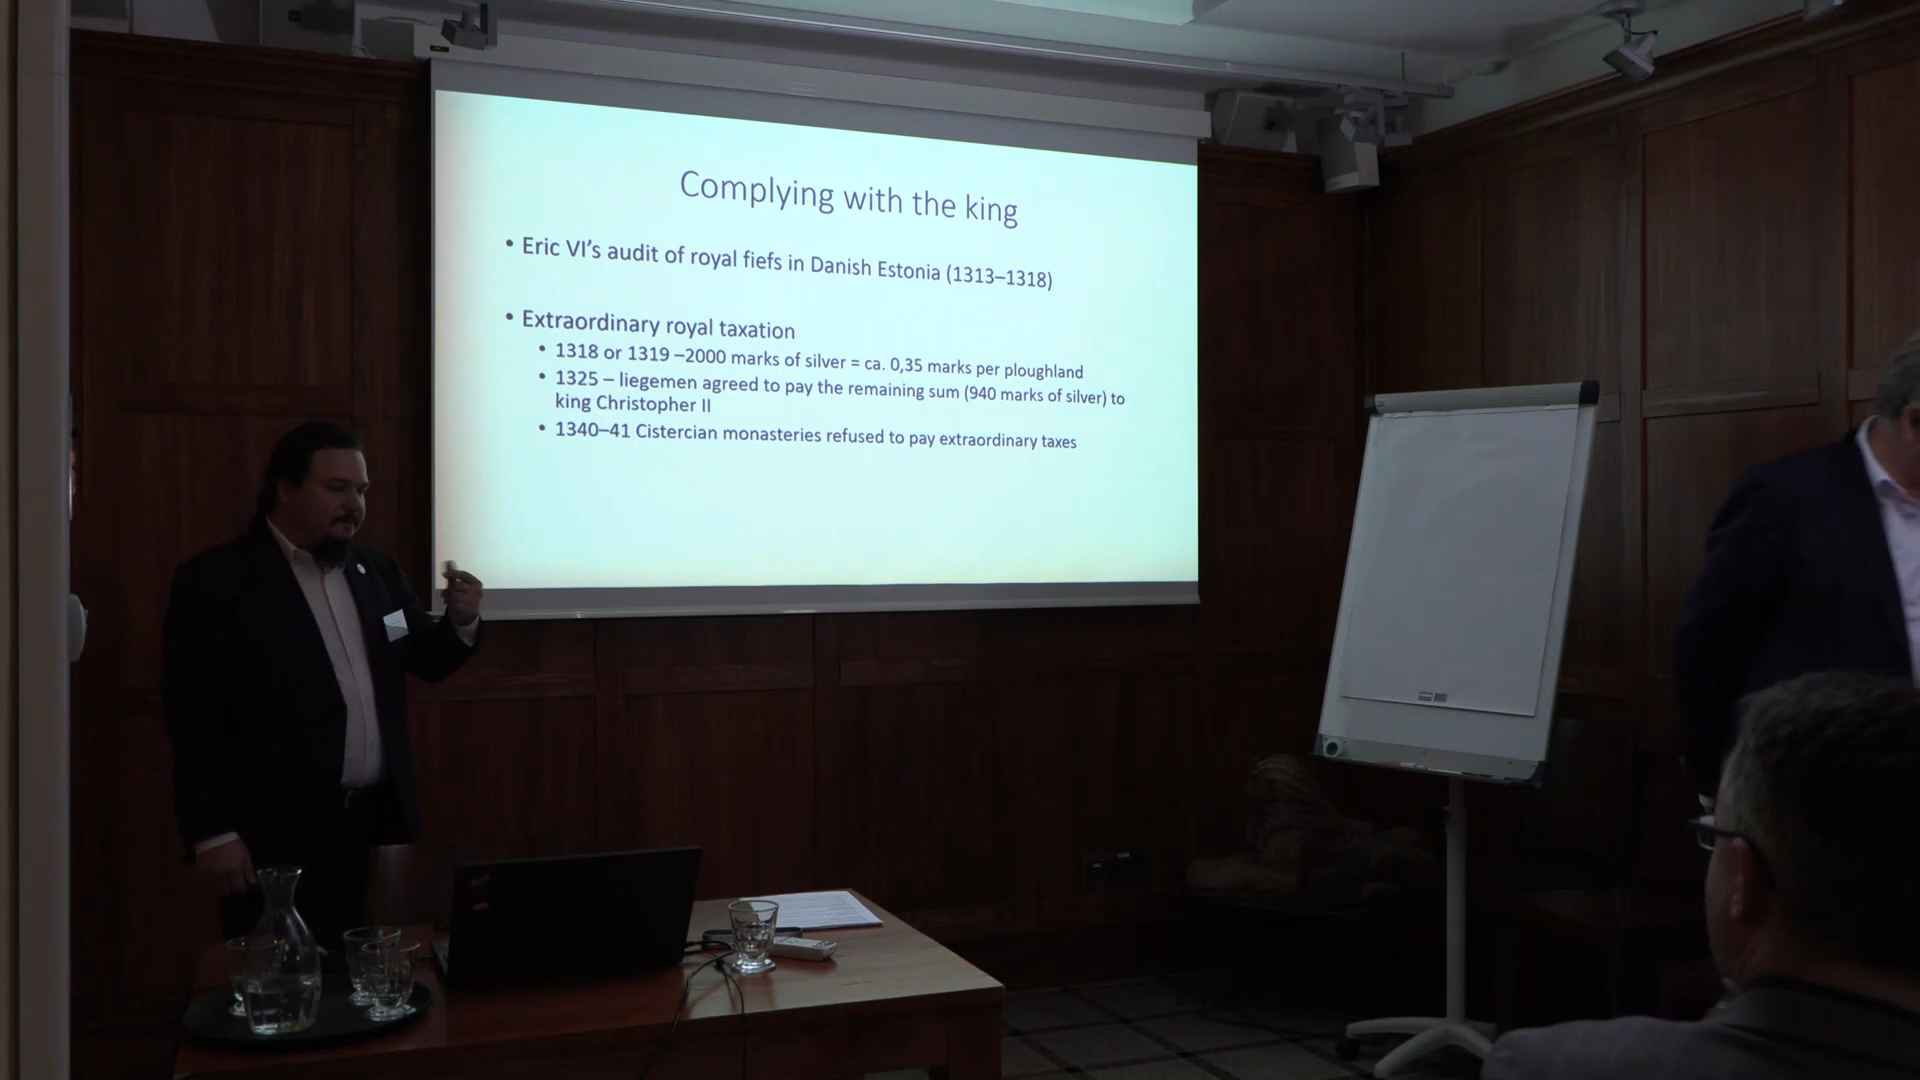 Complying with the king
• Eric VI’s audit of royal fiefs in Danish Estonia (1313–1318)
• Extraordinary royal taxation
• 1318 or 1319 –2000 marks of silver = ca. 0,35 marks per ploughland
• 1325 – liegemen agreed to pay the remaining sum (940 marks of silver) to
king Christopher II
• 1340–41 Cistercian monasteries refused to pay extraordinary taxes